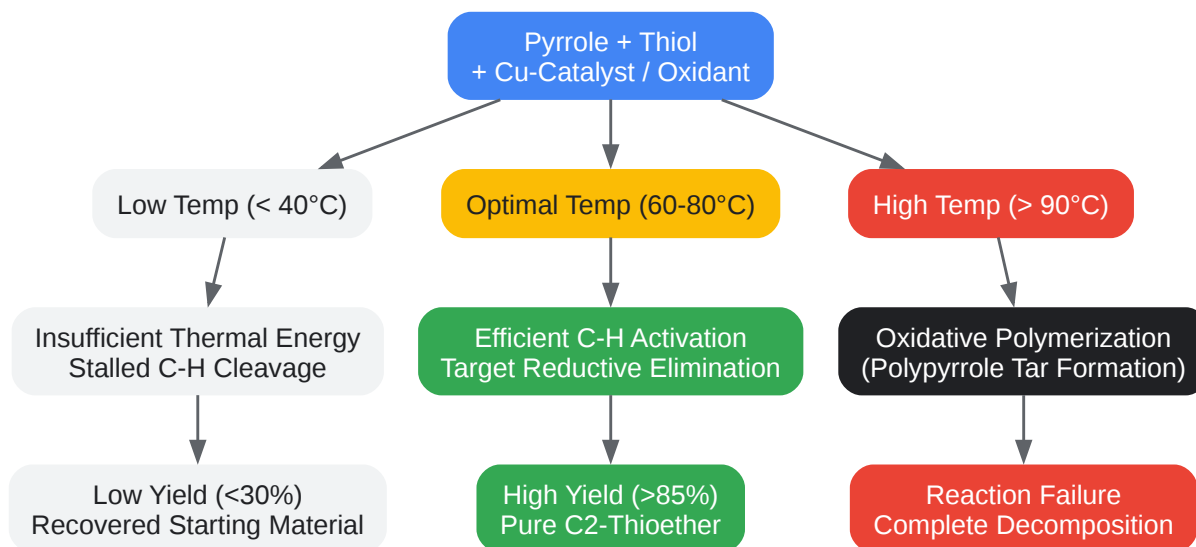 Pyrrole + Thiol
+ Cu-Catalyst / Oxidant
Low Temp (< 40°C)
Optimal Temp (60-80°C)
High Temp (> 90°C)
Insufficient Thermal Energy
Stalled C-H Cleavage
Efficient C-H Activation
Target Reductive Elimination
Oxidative Polymerization
(Polypyrrole Tar Formation)
Low Yield (<30%)
Recovered Starting Material
High Yield (>85%)
Pure C2-Thioether
Reaction Failure
Complete Decomposition